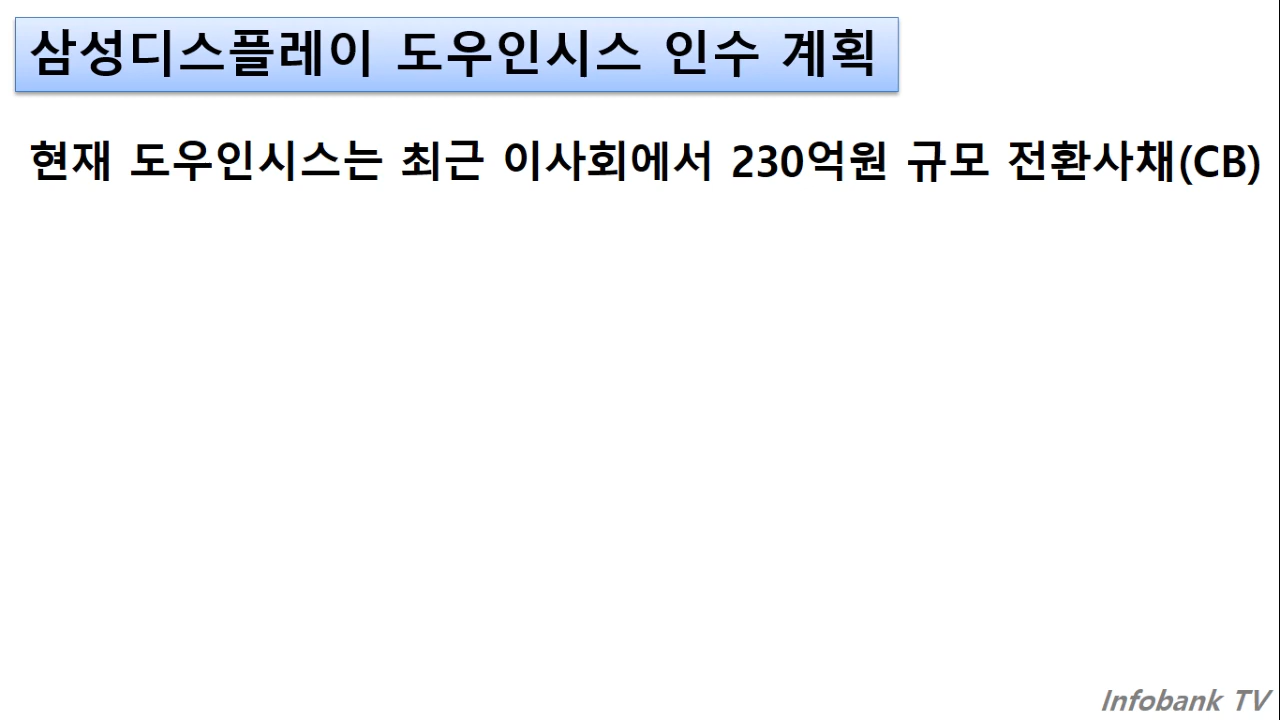 삼성디스플레이 도우인시스 인수 계획
현재 도우인시스는 최근 이사회에서 230억원 규모 전환사채(CB)
Infobank TV